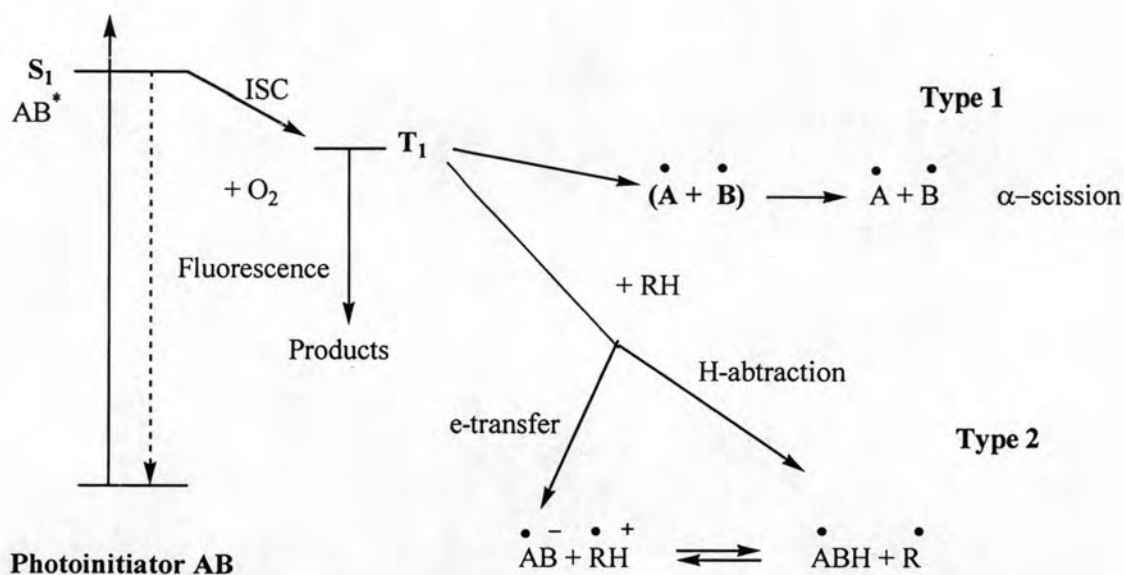 S₁
AB*
ISC
T₁
+ O₂
Fluorescence
Products
Type 1
(A• + B•) → A• + B• α−scission
+ RH
H-abtraction
e-transfer
Type 2
AB•− + RH•+ ⇌ ABH• + R•
Photoinitiator AB